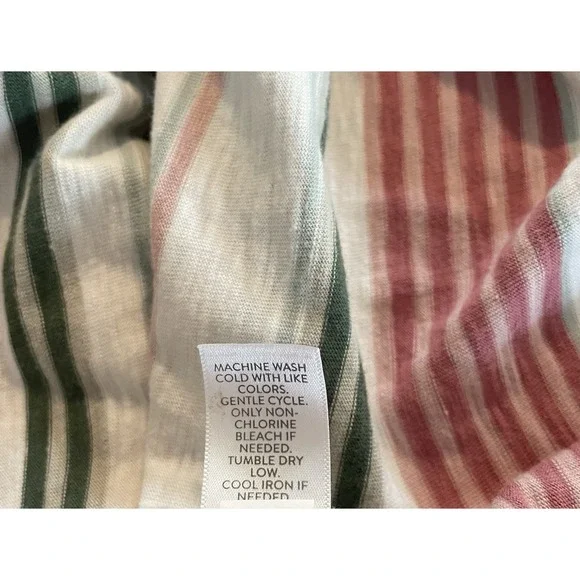 MACHINE WASH
COLD WITH LIKE
COLORS.
GENTLE CYCLE.
ONLY NON-
CHLORINE
BLEACH IF
NEEDED.
TUMBLE DRY
LOW.
COOL IRON IF
NEEDED